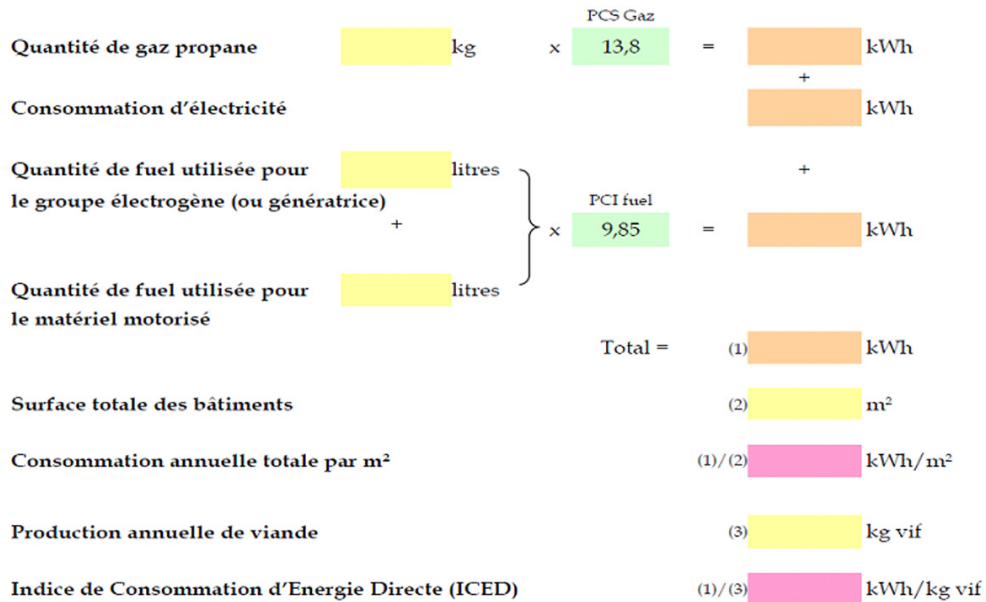 PCS Gaz
Quantité de gaz propane kg x 13,8 = kWh
+
Consommation d'électricité kWh
Quantité de fuel utilisée pour litres +
le groupe électrogène (ou génératrice)
PCI fuel
+ x 9,85 = kWh
Quantité de fuel utilisée pour litres
le matériel motorisé
Total = (1) kWh
Surface totale des bâtiments (2) m²
Consommation annuelle totale par m² (1)/(2) kWh/m²
Production annuelle de viande (3) kg vif
Indice de Consommation d'Energie Directe (ICED) (1)/(3) kWh/kg vif